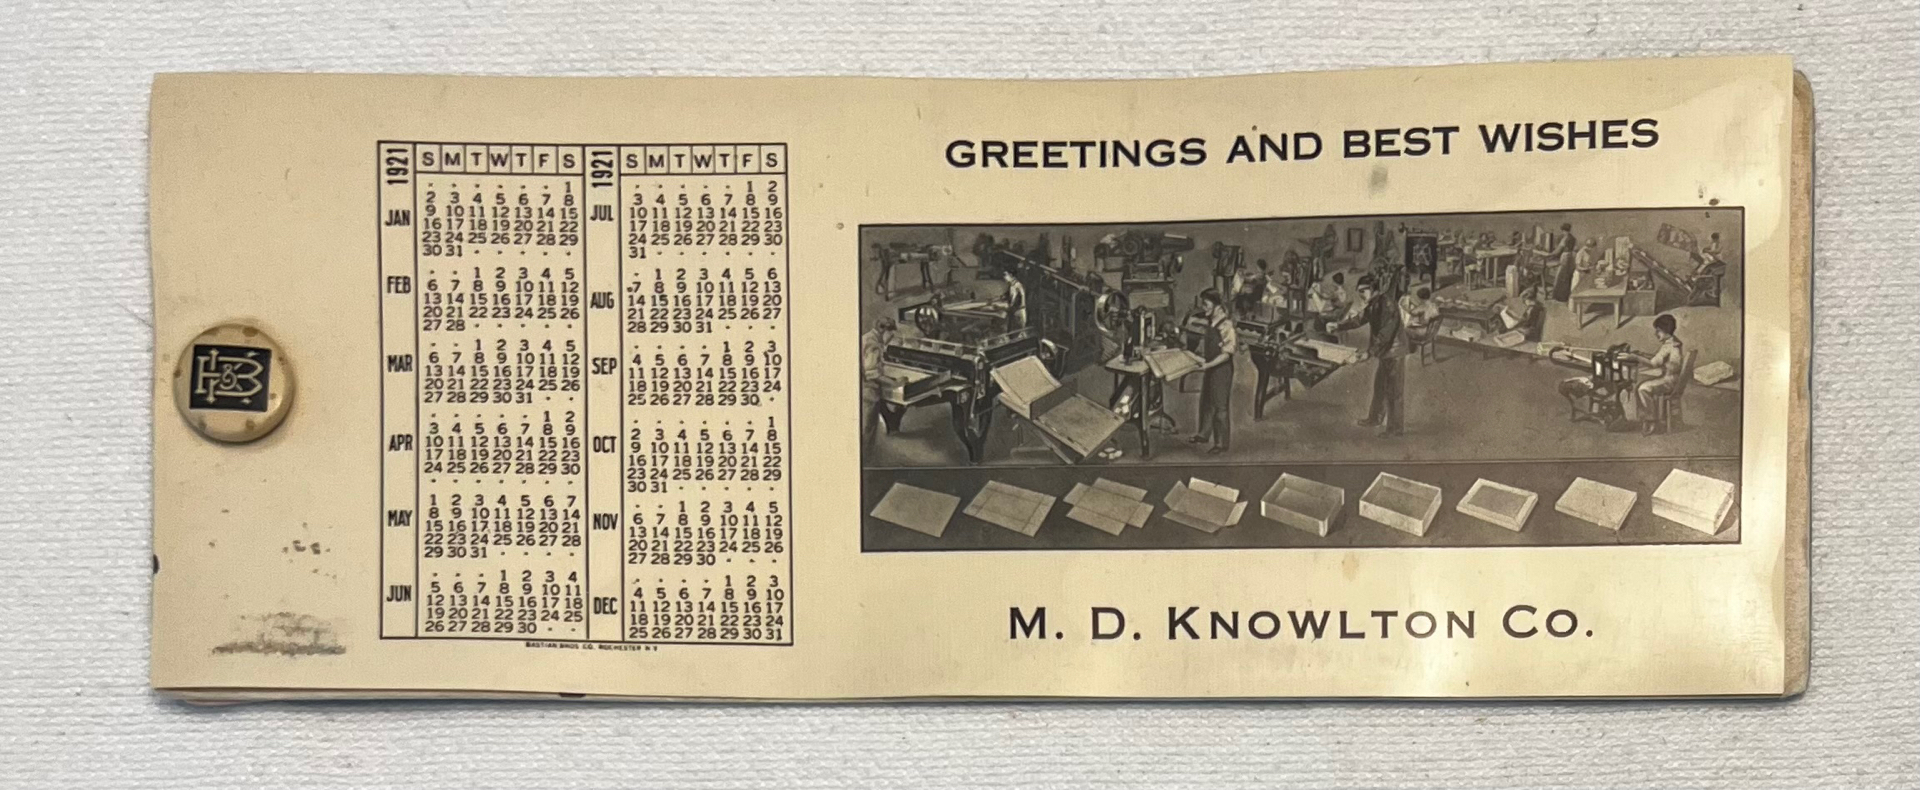 H&B
1921 S M T W T F S
JAN
1
2 3 4 5 6 7 8
9 10 11 12 13 14 15
16 17 18 19 20 21 22
23 24 25 26 27 28 29
30 31
FEB
1 2 3 4 5
6 7 8 9 10 11 12
13 14 15 16 17 18 19
20 21 22 23 24 25 26
27 28
MAR
1 2 3 4 5
6 7 8 9 10 11 12
13 14 15 16 17 18 19
20 21 22 23 24 25 26
27 28 29 30 31
APR
1 2
3 4 5 6 7 8 9
10 11 12 13 14 15 16
17 18 19 20 21 22 23
24 25 26 27 28 29 30
MAY
1 2 3 4 5 6 7
8 9 10 11 12 13 14
15 16 17 18 19 20 21
22 23 24 25 26 27 28
29 30 31
JUN
1 2 3 4
5 6 7 8 9 10 11
12 13 14 15 16 17 18
19 20 21 22 23 24 25
26 27 28 29 30
1921 S M T W T F S
JUL
1 2
3 4 5 6 7 8 9
10 11 12 13 14 15 16
17 18 19 20 21 22 23
24 25 26 27 28 29 30
31
AUG
1 2 3 4 5 6
7 8 9 10 11 12 13
14 15 16 17 18 19 20
21 22 23 24 25 26 27
28 29 30 31
SEP
1 2 3
4 5 6 7 8 9 10
11 12 13 14 15 16 17
18 19 20 21 22 23 24
25 26 27 28 29 30
OCT
1
2 3 4 5 6 7 8
9 10 11 12 13 14 15
16 17 18 19 20 21 22
23 24 25 26 27 28 29
30 31
NOV
1 2 3 4 5
6 7 8 9 10 11 12
13 14 15 16 17 18 19
20 21 22 23 24 25 26
27 28 29 30
DEC
1 2 3
4 5 6 7 8 9 10
11 12 13 14 15 16 17
18 19 20 21 22 23 24
25 26 27 28 29 30 31
BASTIAN BROS CO. ROCHESTER N Y
GREETINGS AND BEST WISHES
M. D. KNOWLTON CO.